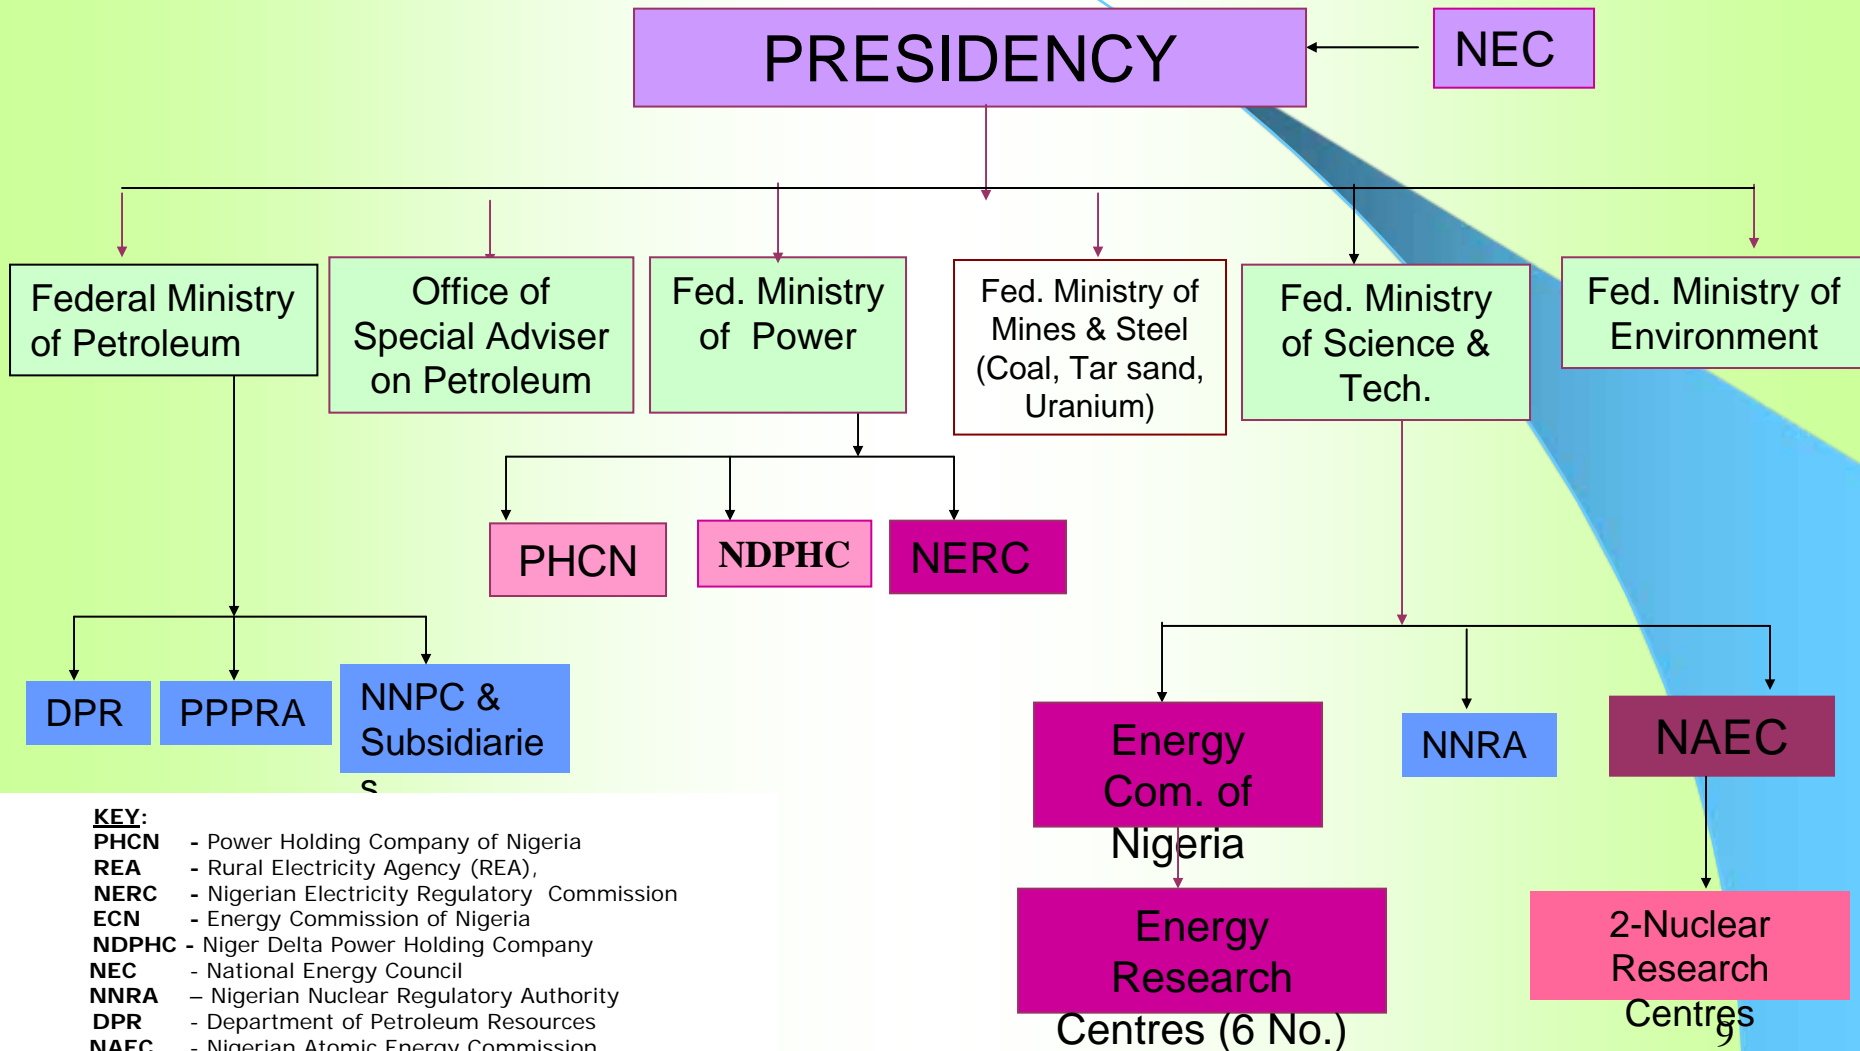 PRESIDENCY
NEC
Federal Ministry
of Petroleum
Office of
Special Adviser
on Petroleum
Fed. Ministry
of Power
Fed. Ministry of
Mines & Steel
(Coal, Tar sand,
Uranium)
Fed. Ministry
of Science &
Tech.
Fed. Ministry of
Environment
PHCN
NDPHC
NERC
DPR
PPPRA
NNPC &
Subsidiarie
s
Energy
Com. of
Nigeria
NNRA
NAEC
Energy
Research
Centres (6 No.)
2-Nuclear
Research
Centres
KEY:
PHCN - Power Holding Company of Nigeria
REA - Rural Electricity Agency (REA),
NERC - Nigerian Electricity Regulatory Commission
ECN - Energy Commission of Nigeria
NDPHC - Niger Delta Power Holding Company
NEC - National Energy Council
NNRA – Nigerian Nuclear Regulatory Authority
DPR - Department of Petroleum Resources
NAEC - Nigerian Atomic Energy Commission
9